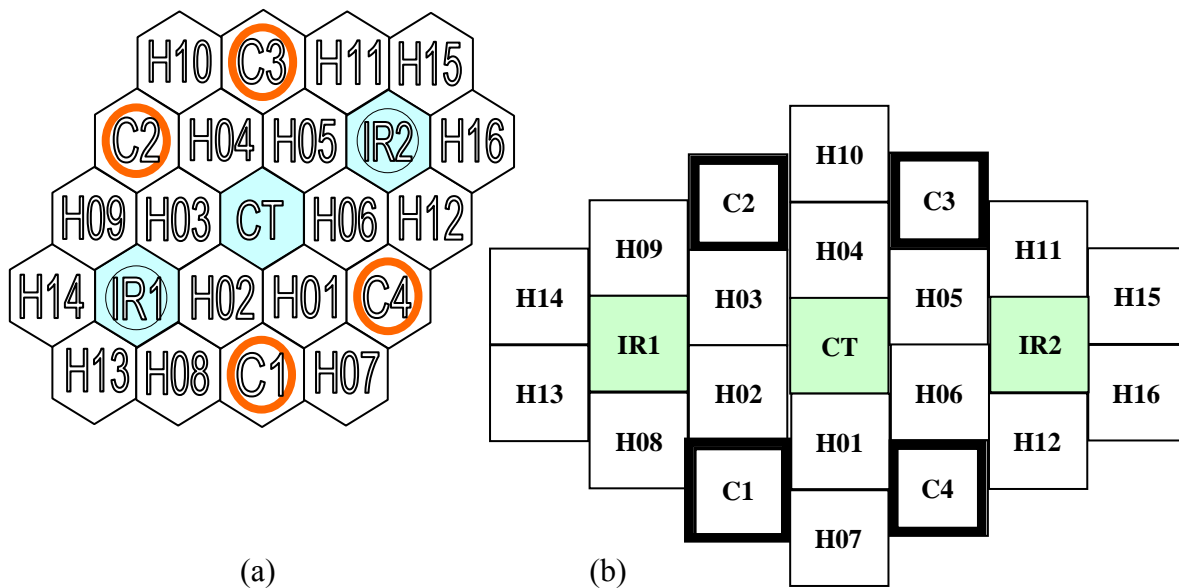 H10 C3 H11 H15
C2 H04 H05 IR2 H16
H09 H03 CT H06 H12
H14 IR1 H02 H01 C4
H13 H08 C1 H07
(a)
H10
C2 C3
H09 H04 H11
H14 H03 H05 H15
IR1 CT IR2
H13 H02 H06 H16
H08 H01 H12
C1 C4
H07
(b)